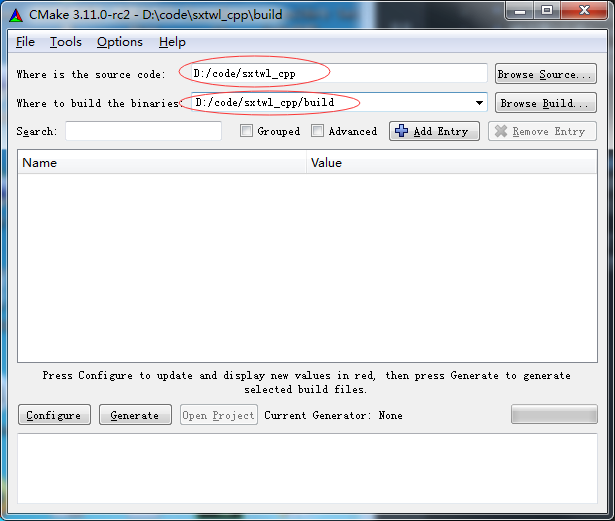 CMake 3.11.0-rc2 - D:\code\sxtwl_cpp\build
File Tools Options Help
Where is the source code: D:/code/sxtwl_cpp Browse Source...
Where to build the binaries: D:/code/sxtwl_cpp/build Browse Build...
Search: Grouped Advanced Add Entry Remove Entry
Name Value
Press Configure to update and display new values in red, then press Generate to generate
selected build files.
Configure Generate Open Project Current Generator: None